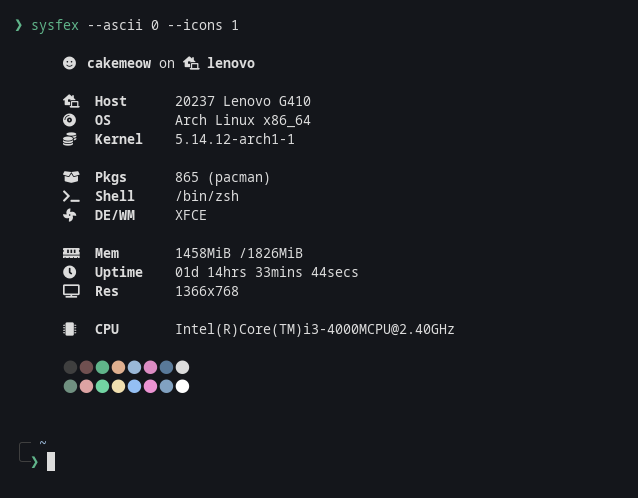 ❯ sysfex --ascii 0 --icons 1
cakemeow on lenovo
Host 20237 Lenovo G410
OS Arch Linux x86_64
Kernel 5.14.12-arch1-1
Pkgs 865 (pacman)
Shell /bin/zsh
DE/WM XFCE
Mem 1458MiB /1826MiB
Uptime 01d 14hrs 33mins 44secs
Res 1366x768
CPU Intel(R)Core(TM)i3-4000MCPU@2.40GHz
~
❯